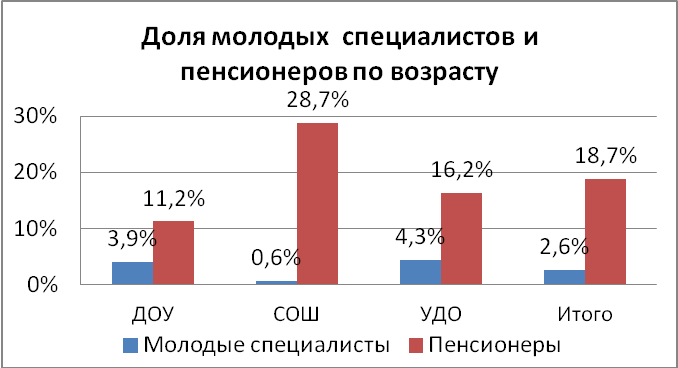 Доля молодых специалистов и
пенсионеров по возрасту
30%
20%
10%
0%
3,9%
11,2%
0,6%
28,7%
4,3%
16,2%
2,6%
18,7%
ДОУ
СОШ
УДО
Итого
Молодые специалисты
Пенсионеры